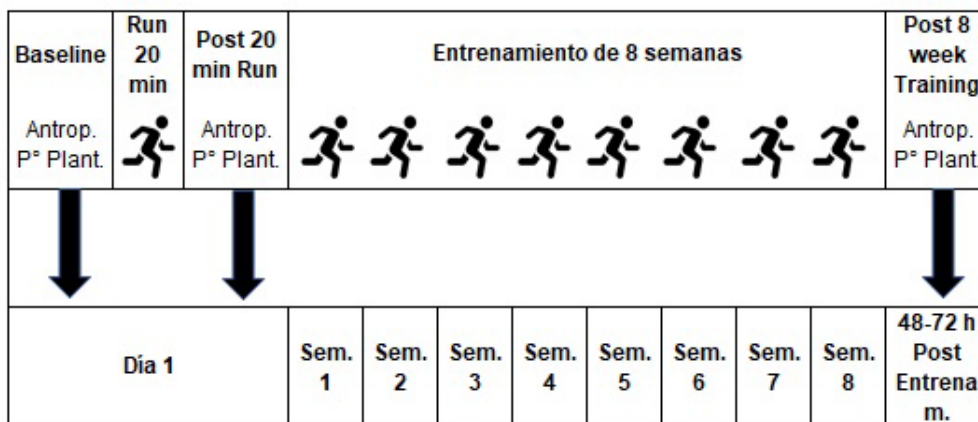 Baseline
Run
20
min
Post 20
min Run
Entrenamiento de 8 semanas
Post 8
week
Training
Antrop.
P° Plant.
Antrop.
P° Plant.
Antrop.
P° Plant.
Día 1
Sem.
1
Sem.
2
Sem.
3
Sem.
4
Sem.
5
Sem.
6
Sem.
7
Sem.
8
48-72 h
Post
Entrena
m.